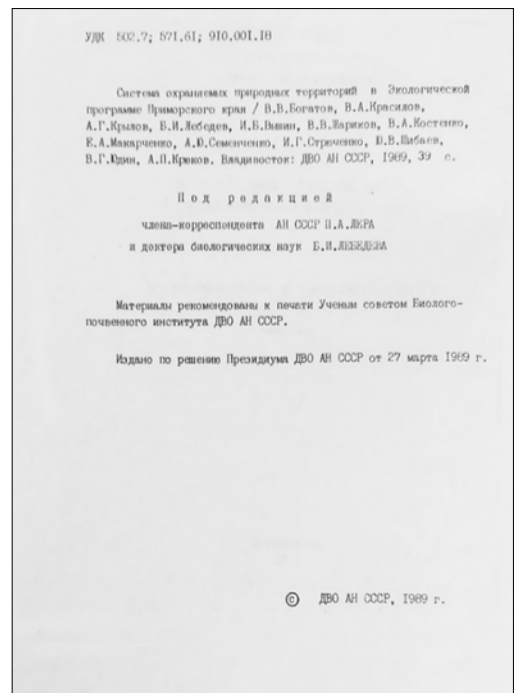 УДК 502.7; 571.61; 910.001.18
Система охраняемых природных территорий в Экологической
программе Приморского края / В.В.Богатов, В.А.Красилов,
А.Г.Крылов, Б.И.Лебедев, И.Б.Вышин, В.В.Жариков, В.А.Костенко,
Е.А.Макарченко, А.Ю.Семенченко, И.Г.Струченко, Ю.В.Шибаев,
В.Г.Юдин, А.П.Крюков. Владивосток: ДВО АН СССР, 1989, 39 с.
Под редакцией
члена-корреспондента АН СССР П.А.ЛЕРА
и доктора биологических наук Б.И.ЛЕБЕДЕВА
Материалы рекомендованы к печати Ученым советом Биолого-
почвенного института ДВО АН СССР.
Издано по решению Президиума ДВО АН СССР от 27 марта 1989 г.
© ДВО АН СССР, 1989 г.